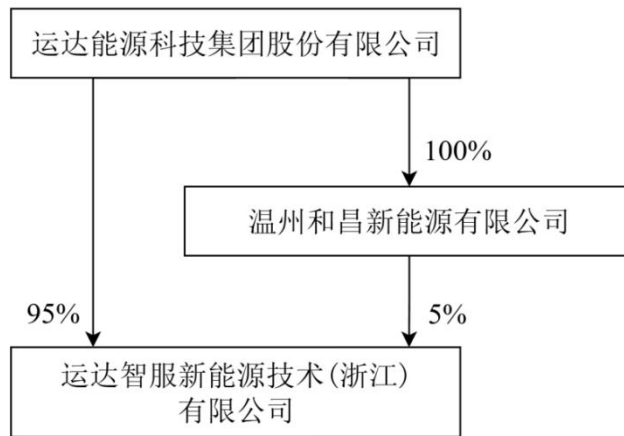 运达能源科技集团股份有限公司
100%
温州和昌新能源有限公司
95%
5%
运达智服新能源技术(浙江)
有限公司